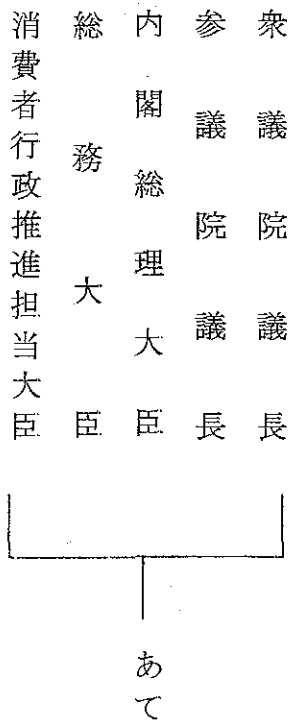 衆議院議長
参議院議長
内閣総理大臣
総務大臣
消費者行政推進担当大臣
あて